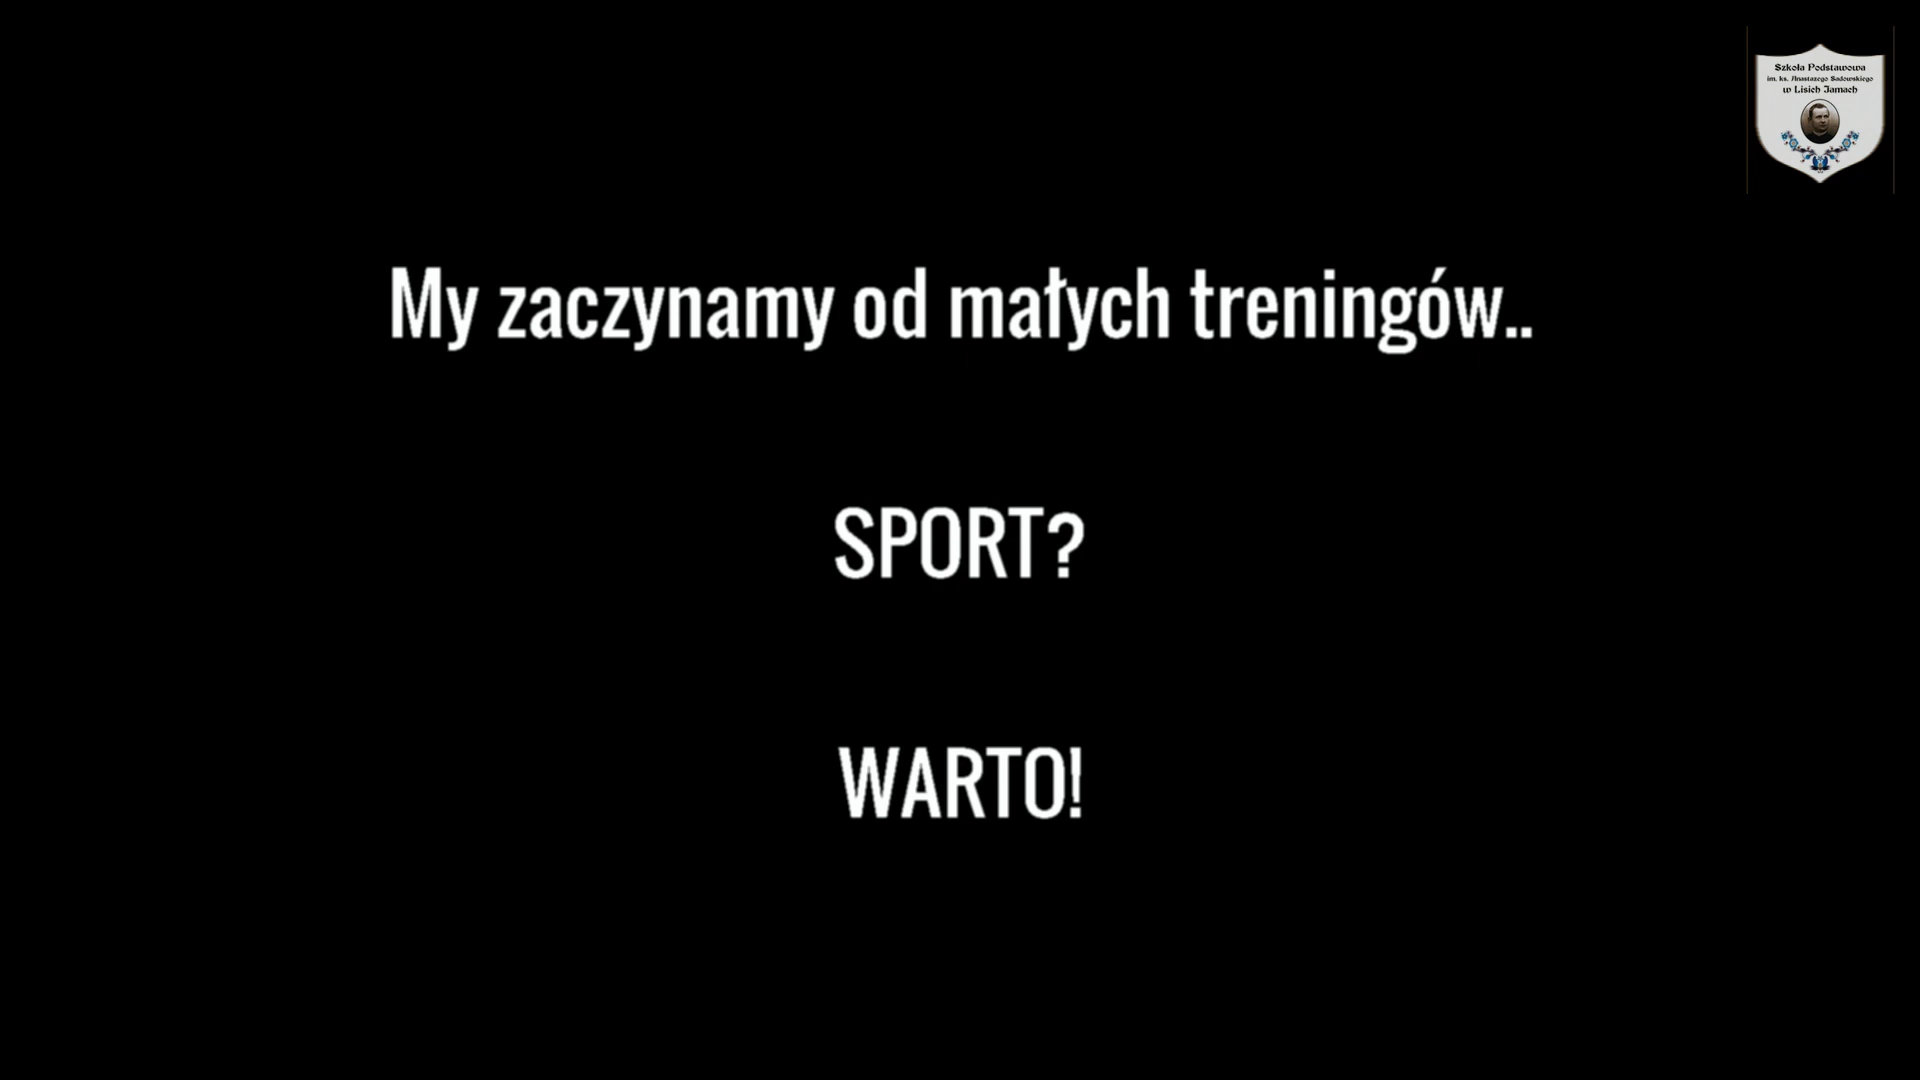 Szkoła Podstawowa
im. ks. Anastazego Sadowskiego
w Lisich Jamach
My zaczynamy od małych treningów..
SPORT?
WARTO!